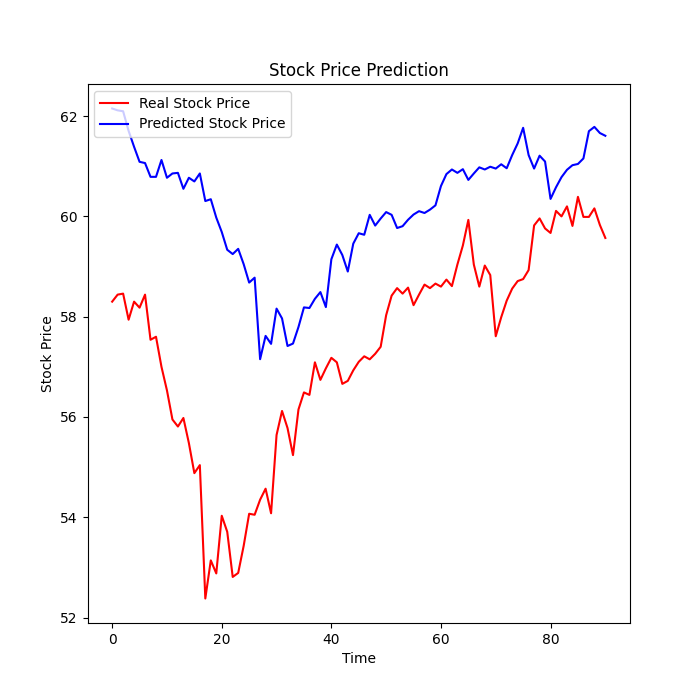 Stock Price Prediction
Real Stock Price
Predicted Stock Price
62
60
58
56
54
52
Stock Price
0 20 40 60 80
Time